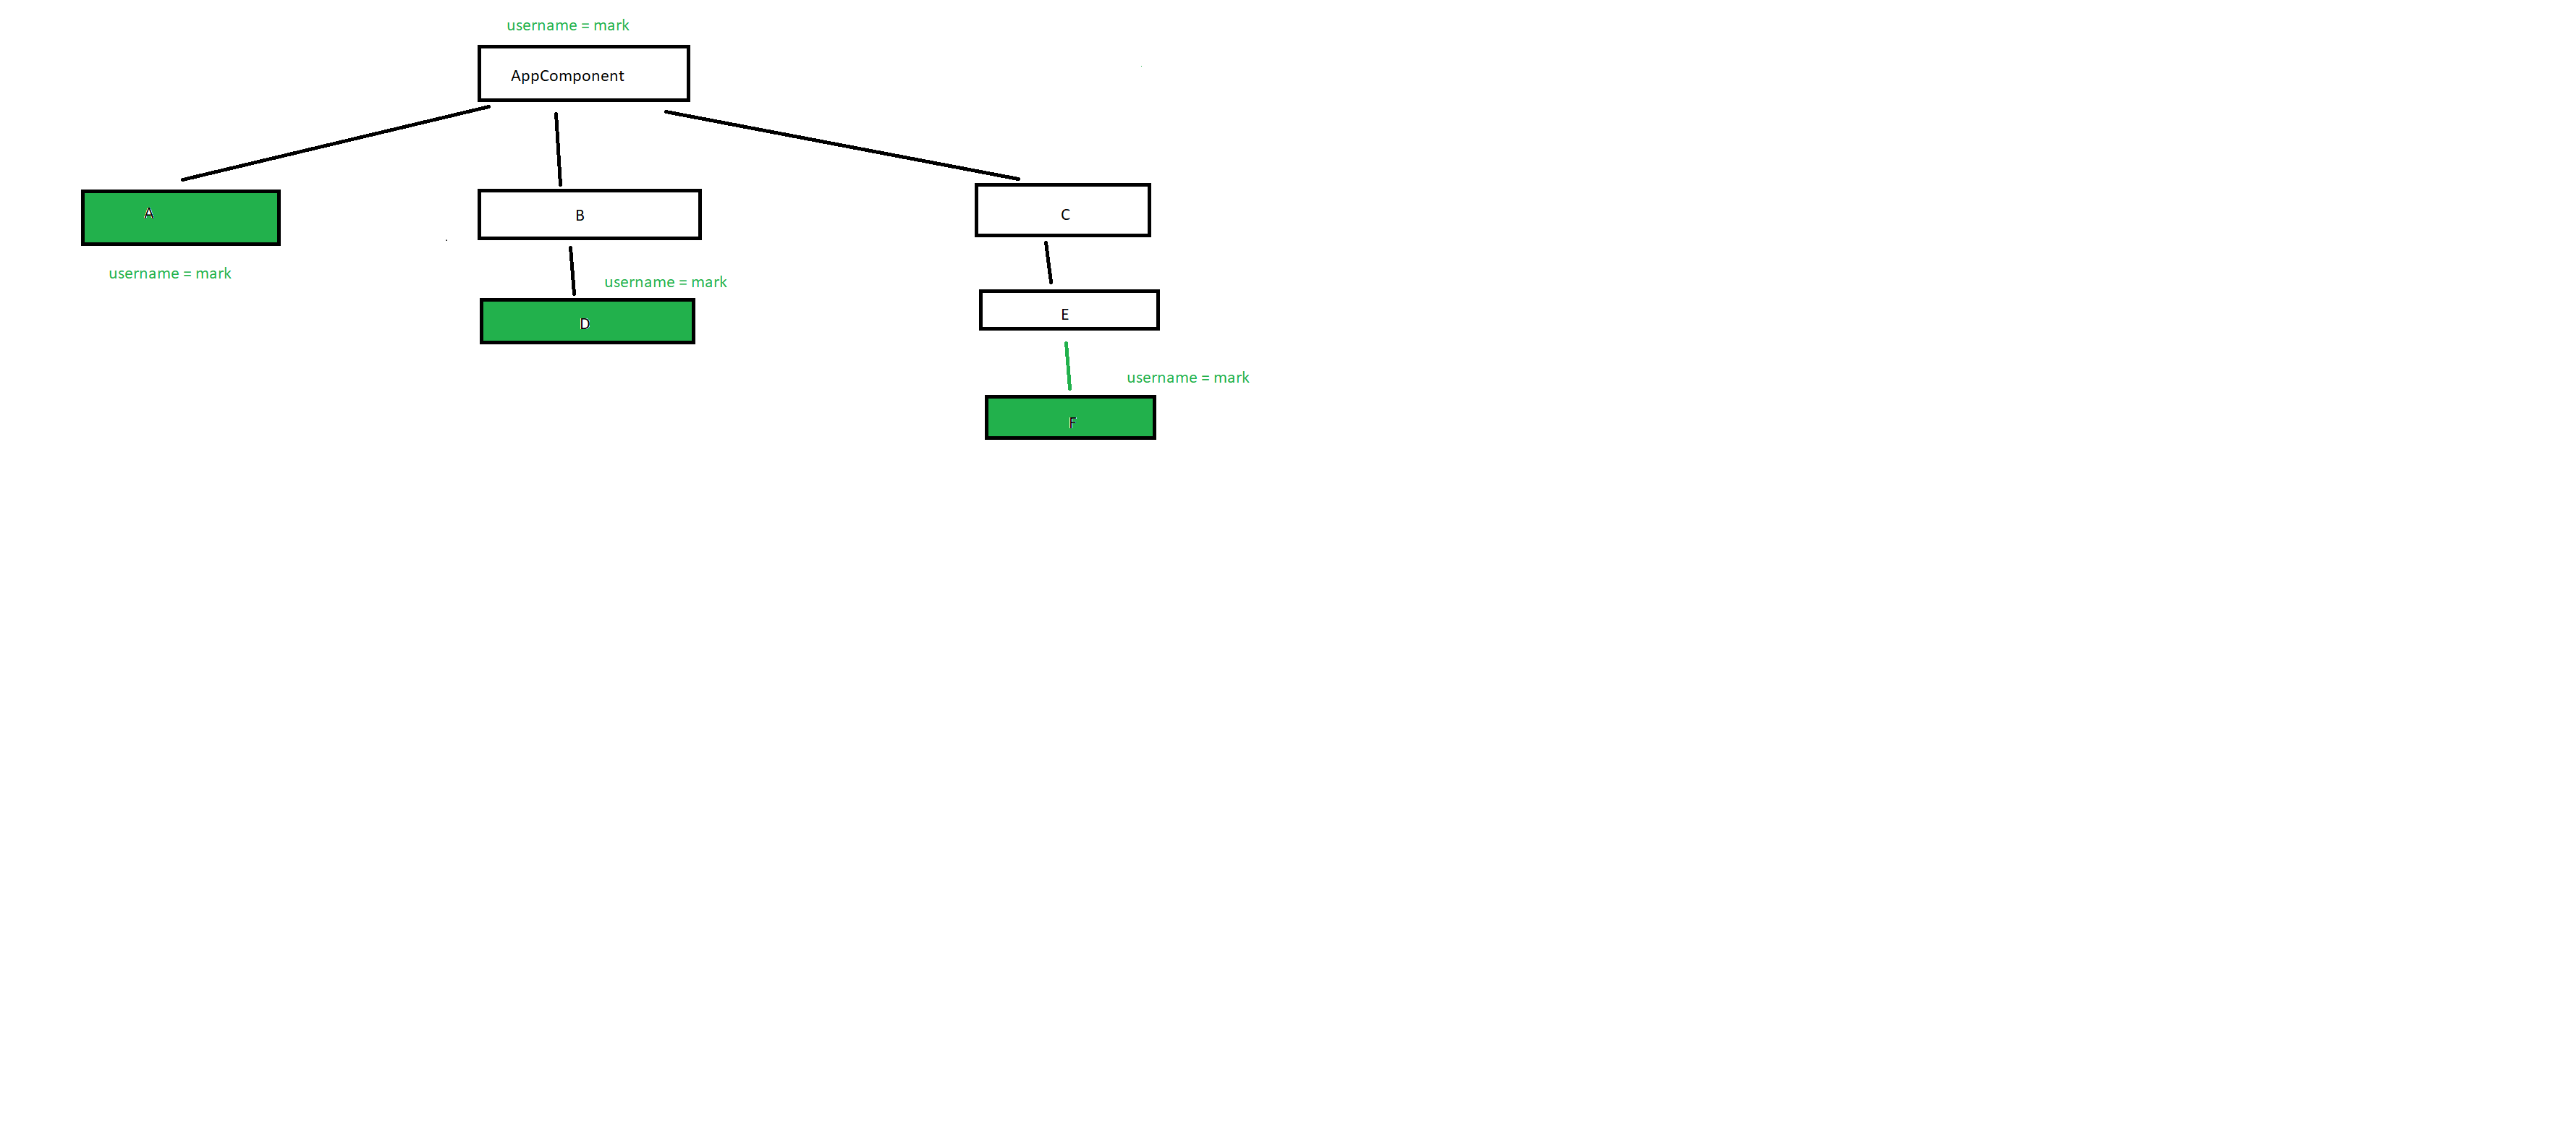 username = mark
AppComponent
A
B
C
username = mark
username = mark
D
E
username = mark
F